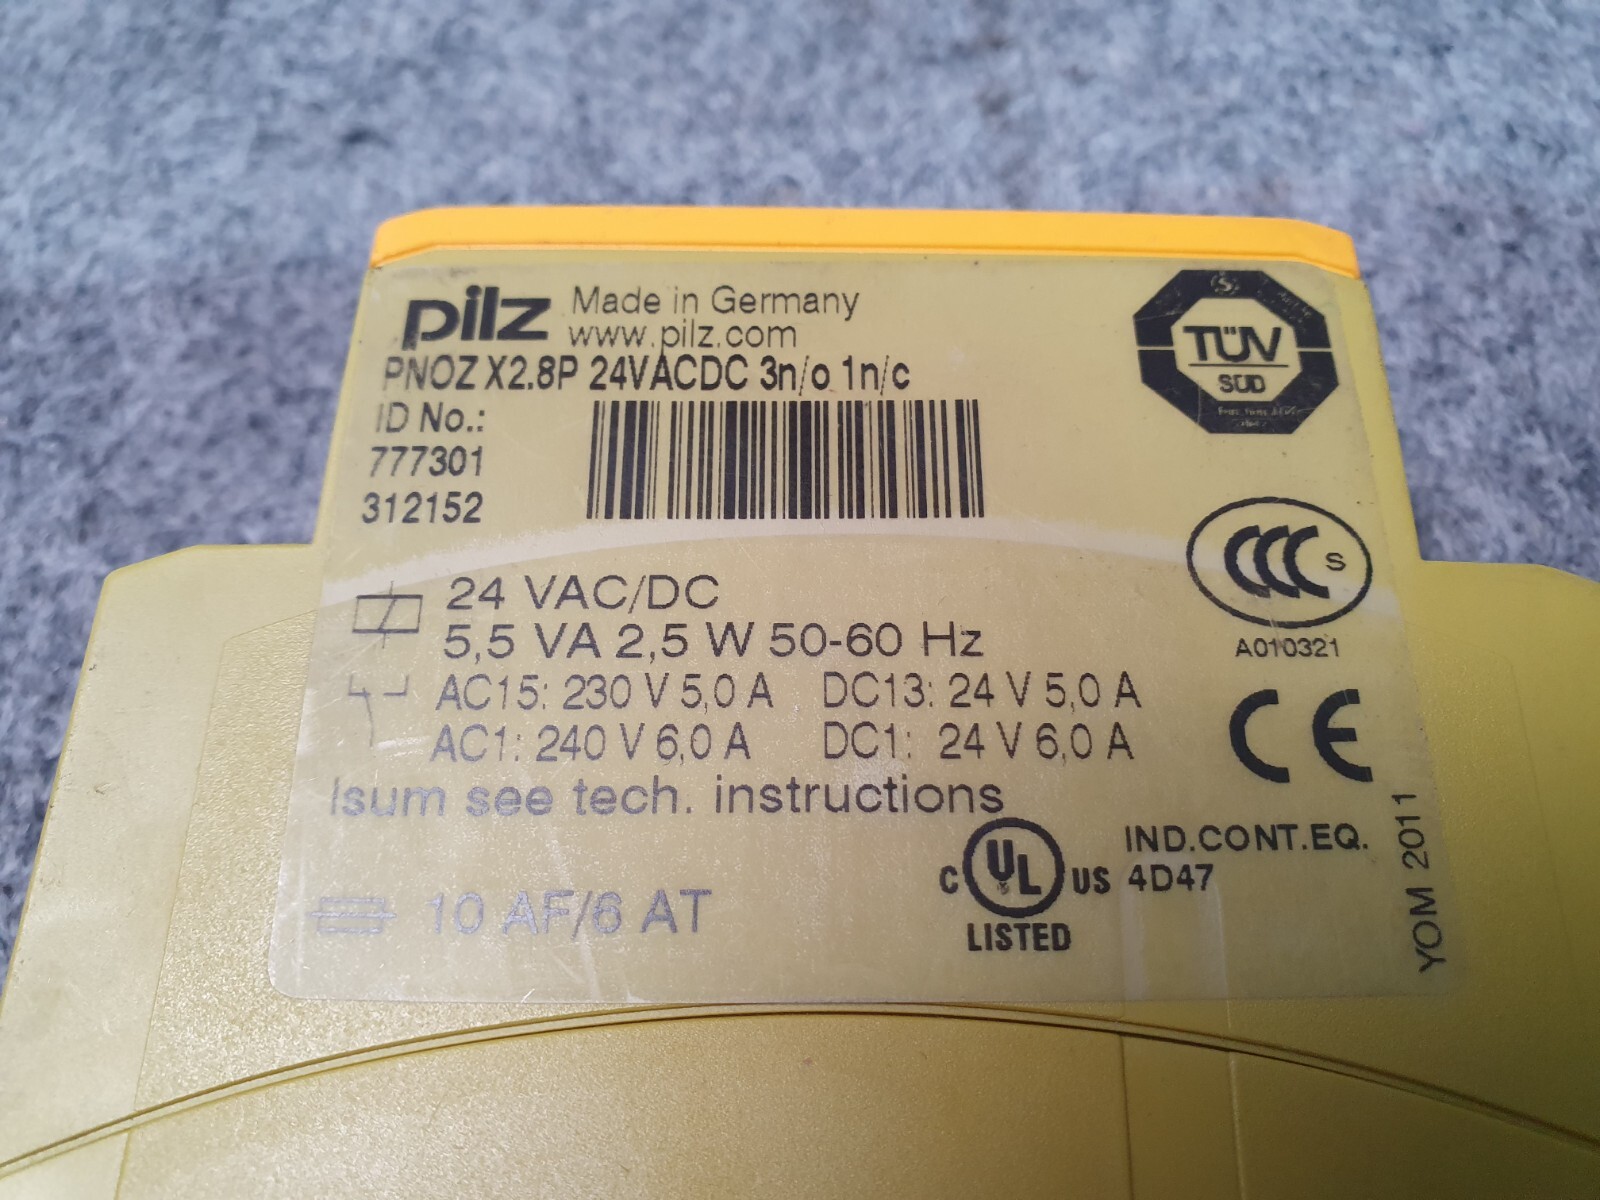 pilz Made in Germany
www.pilz.com
PNOZ X2.8P 24VACDC 3n/o 1n/c
ID No.:
777301
312152
TÜV
SÜD
24 VAC/DC
5,5 VA 2,5 W 50-60 Hz
CCC S
A010321
AC15: 230 V 5,0 A DC13: 24 V 5,0 A
AC1: 240 V 6,0 A DC1: 24 V 6,0 A
CE
Isum see tech. instructions
10 AF/6 AT
C UL US
LISTED
IND.CONT.EQ.
4D47
YOM 2011